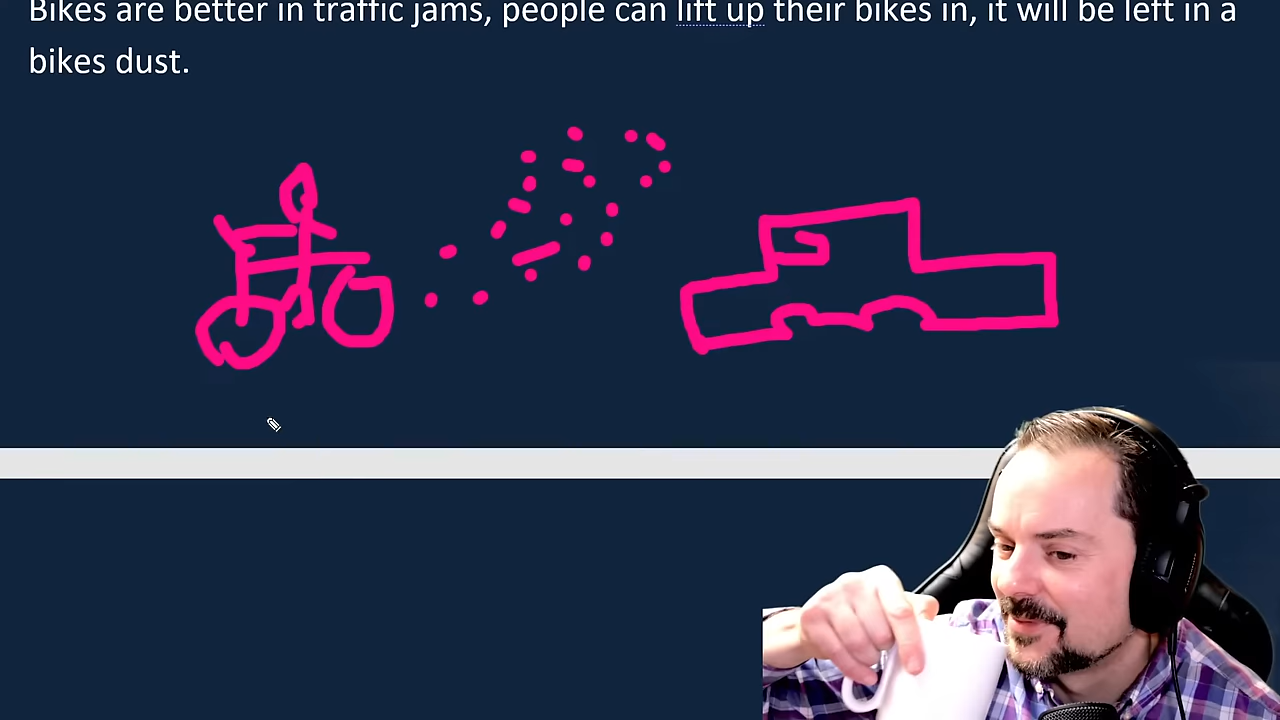 Bikes are better in traffic jams, people can lift up their bikes in, it will be left in a
bikes dust.